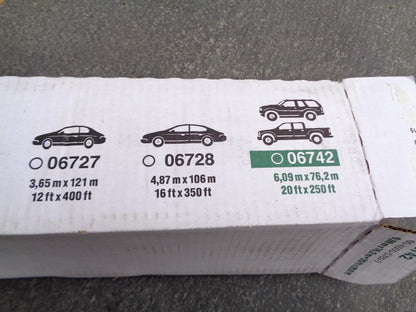 06727
3,65 m x 121 m
12 ft x 400 ft
06728
4,87 m x 106 m
16 ft x 350 ft
06742
6,09 m x 76,2 m
20 ft x 250 ft